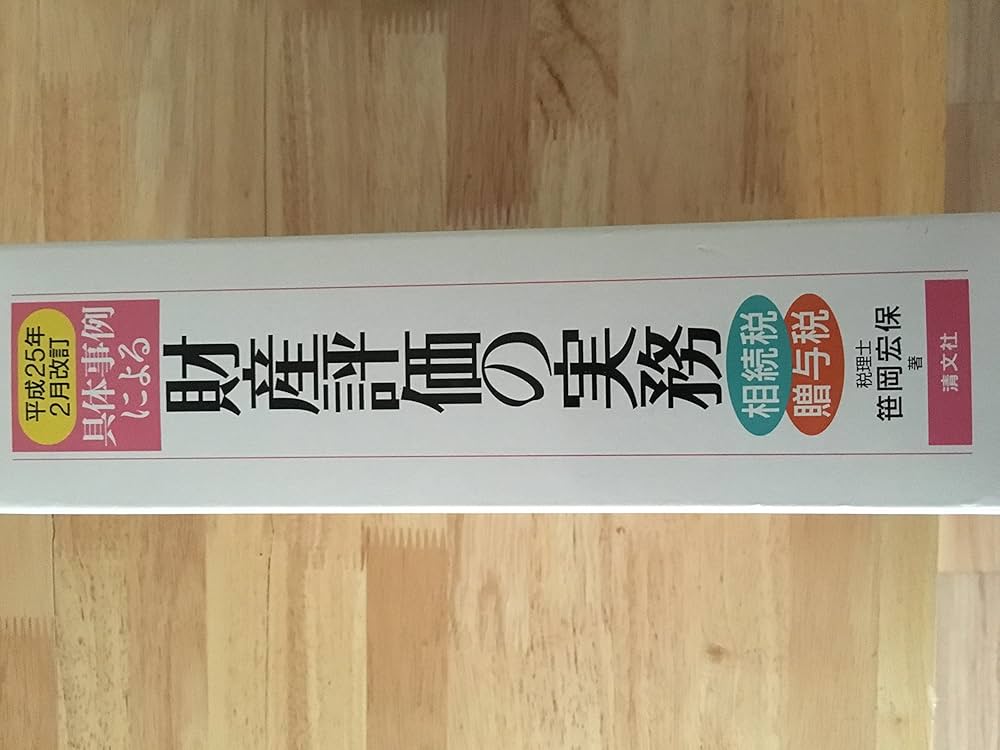 平成25年
2月改訂
具体事例
による
財産評価の実務
相続税
贈与税
税理士
笹岡宏保
著
清文社